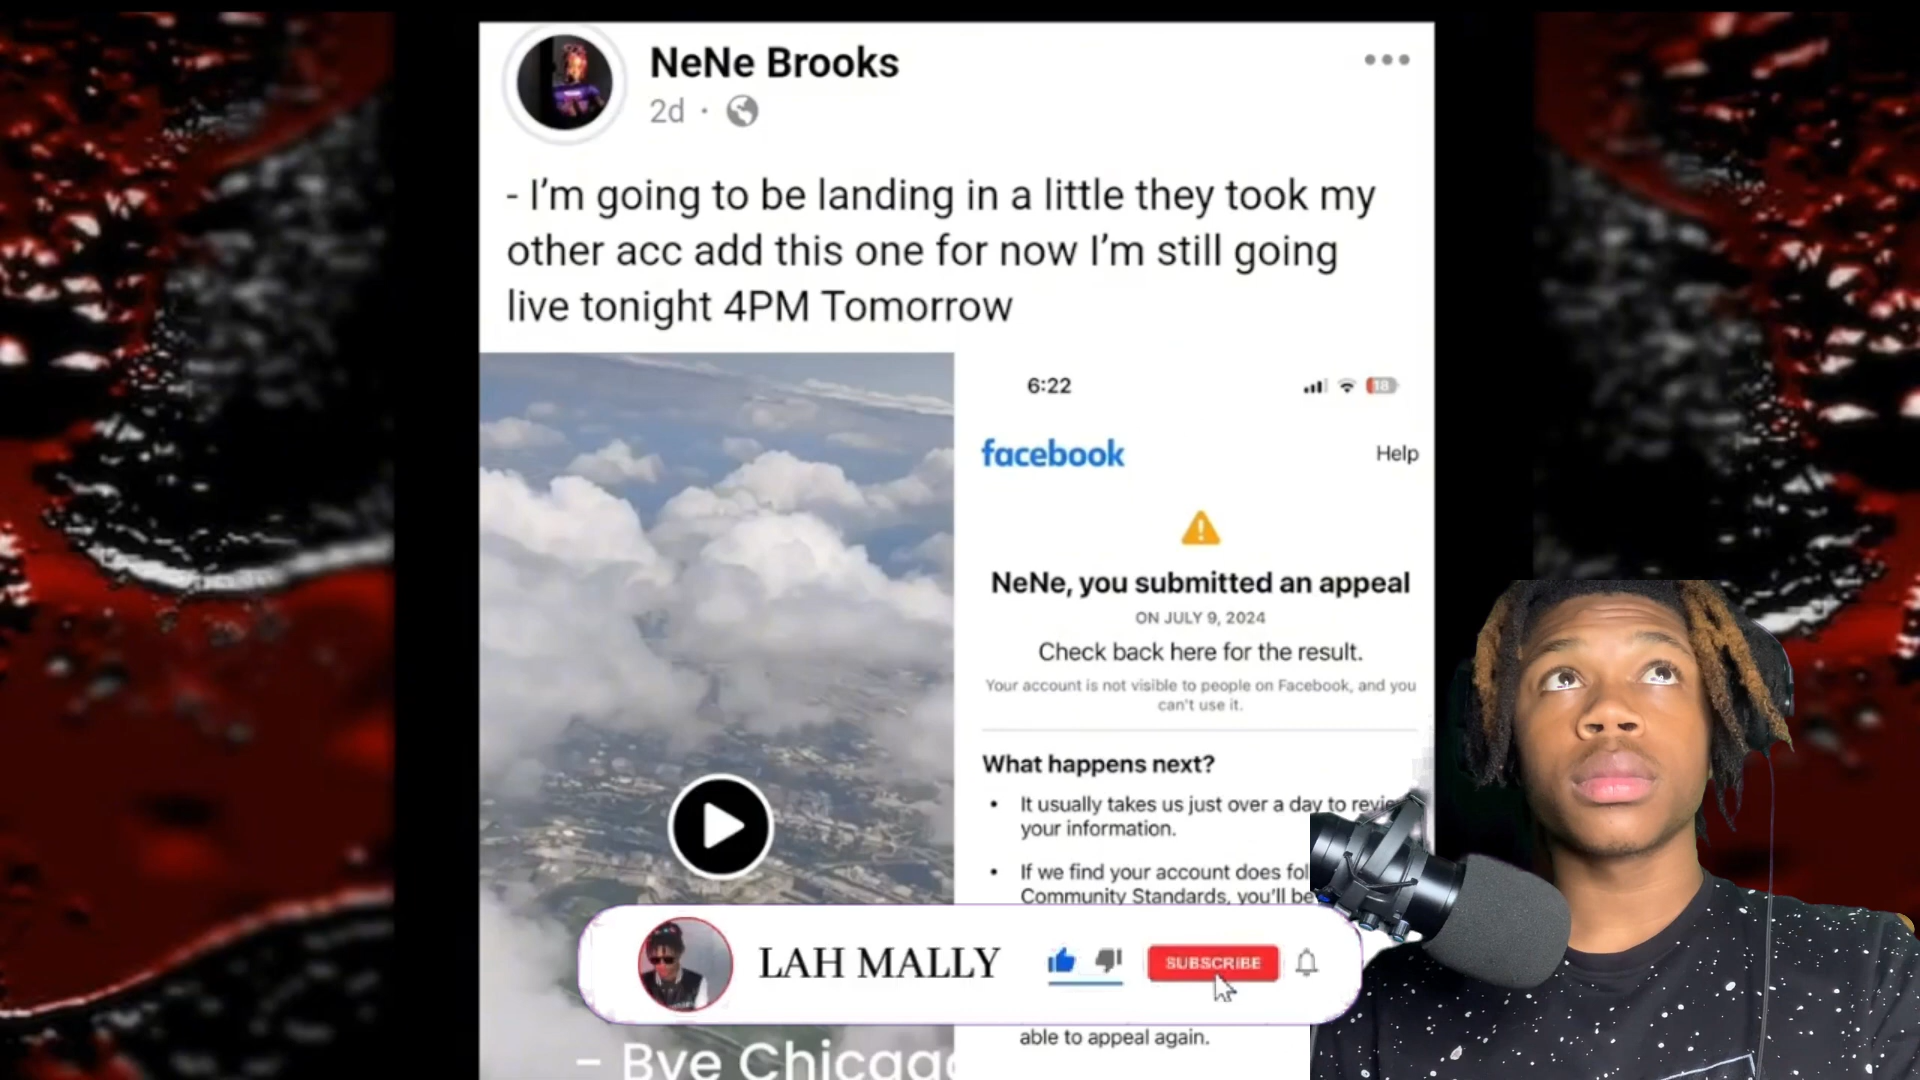 NeNe Brooks
2d ·
- I'm going to be landing in a little they took my
other acc add this one for now I'm still going
live tonight 4PM Tomorrow
6:22
18
facebook
Help
NeNe, you submitted an appeal
ON JULY 9, 2024
Check back here for the result.
Your account is not visible to people on Facebook, and you
can't use it.
What happens next?
• It usually takes us just over a day to
your information.
• If we find your account does
Community Standards, you'll be
LAH MALLY
SUBSCRIBE
able to appeal again.
- Bye